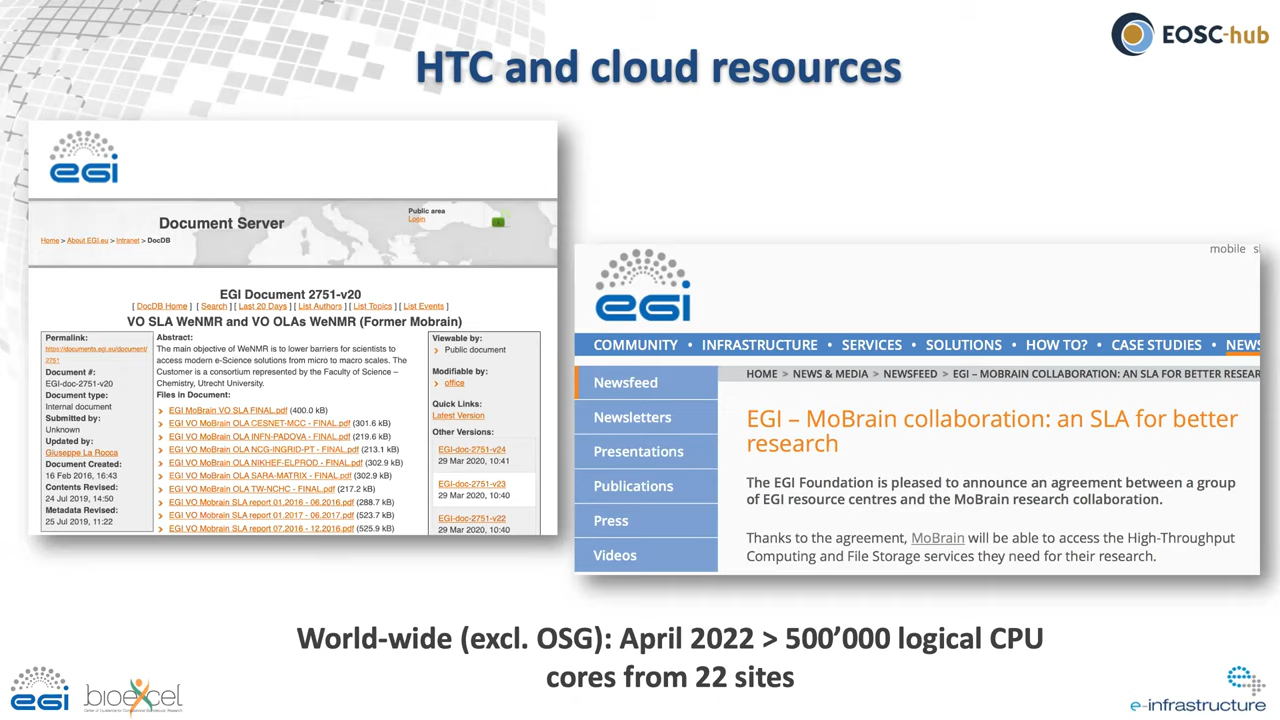 EOSC-hub
HTC and cloud resources
egi
Document Server
Public area
Login
Home > About EGI.eu > Intranet > DocDB
EGI Document 2751-v20
[ DocDB Home ] [ Search ] [ Last 20 Days ] [ List Authors ] [ List Topics ] [ List Events ]
VO SLA WeNMR and VO OLAs WeNMR (Former Mobrain)
Permalink:
https://documents.egi.eu/document/
2751
Document #:
EGI-doc-2751-v20
Document type:
Internal document
Submitted by:
Unknown
Updated by:
Giuseppe La Rocca
Document Created:
16 Feb 2016, 16:43
Contents Revised:
24 Jul 2019, 14:50
Metadata Revised:
25 Jul 2019, 11:22
Abstract:
The main objective of WeNMR is to lower barriers for scientists to
access modern e-Science solutions from micro to macro scales. The
Customer is a consortium represented by the Faculty of Science –
Chemistry, Utrecht University.
Files in Document:
EGI MoBrain VO SLA FINAL.pdf (400.0 kB)
EGI VO MoBrain OLA CESNET-MCC - FINAL.pdf (301.6 kB)
EGI VO MoBrain OLA INFN-PADOVA - FINAL.pdf (219.6 kB)
EGI VO MoBrain OLA NCG-INGRID-PT - FINAL.pdf (213.1 kB)
EGI VO MoBrain OLA NIKHEF-ELPROD - FINAL.pdf (302.9 kB)
EGI VO MoBrain OLA SARA-MATRIX - FINAL.pdf (302.9 kB)
EGI VO MoBrain OLA TW-NCHC - FINAL.pdf (217.2 kB)
EGI VO Mobrain SLA report 01.2016 - 06.2016.pdf (288.7 kB)
EGI VO Mobrain SLA report 01.2017 - 06.2017.pdf (523.7 kB)
EGI VO Mobrain SLA report 07.2016 - 12.2016.pdf (525.9 kB)
Viewable by:
Public document
Modifiable by:
office
Quick Links:
Latest Version
Other Versions:
EGI-doc-2751-v24
29 Mar 2020, 10:41
EGI-doc-2751-v23
29 Mar 2020, 10:40
EGI-doc-2751-v22
29 Mar 2020, 10:40
mobile s
egi
COMMUNITY • INFRASTRUCTURE • SERVICES • SOLUTIONS • HOW TO? • CASE STUDIES • NEWS
HOME > NEWS & MEDIA > NEWSFEED > EGI – MOBRAIN COLLABORATION: AN SLA FOR BETTER RESEAR
Newsfeed
Newsletters
Presentations
Publications
Press
Videos
EGI – MoBrain collaboration: an SLA for better
research
The EGI Foundation is pleased to announce an agreement between a group
of EGI resource centres and the MoBrain research collaboration.
Thanks to the agreement, MoBrain will be able to access the High-Throughput
Computing and File Storage services they need for their research.
World-wide (excl. OSG): April 2022 > 500’000 logical CPU
cores from 22 sites
egi
bioexcel
Center of Excellence for Computational Biomolecular Research
e-infrastructure